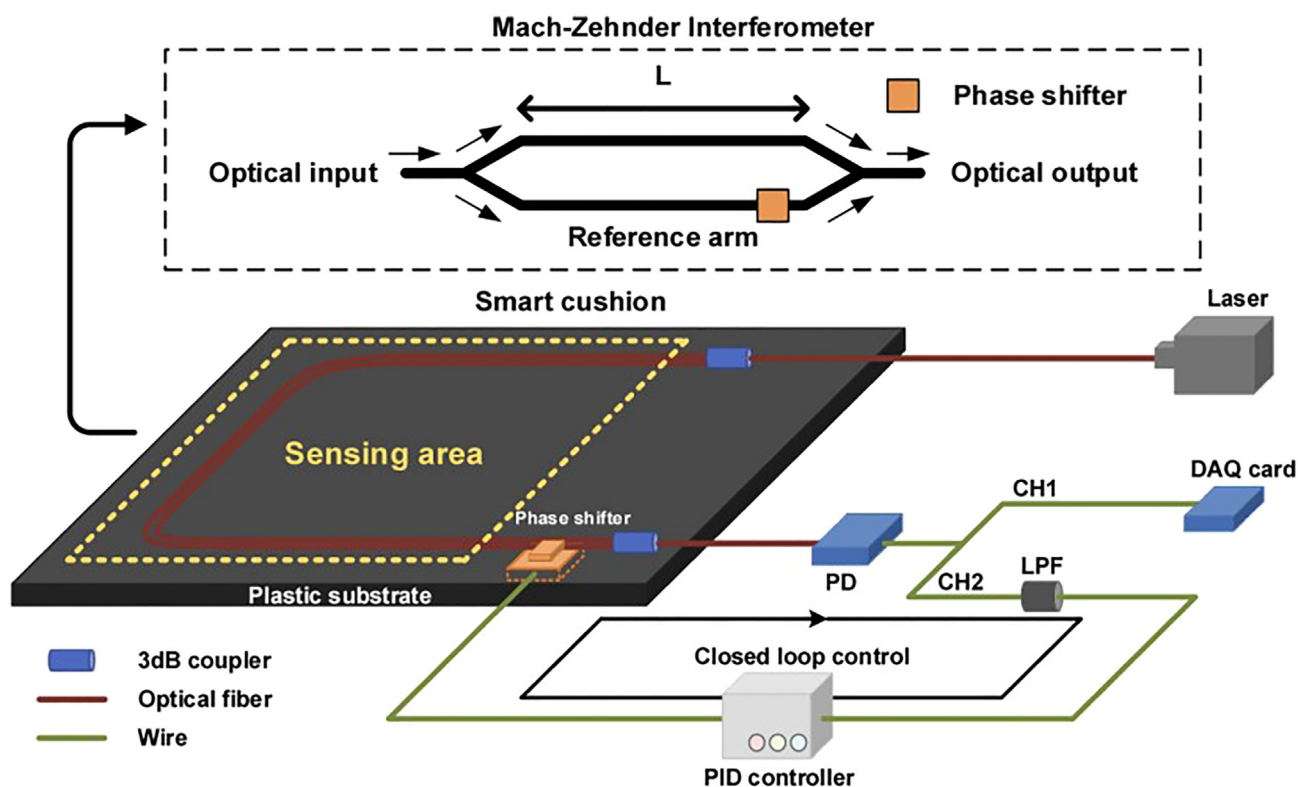 Mach-Zehnder Interferometer
L
Phase shifter
Optical input
Optical output
Reference arm
Smart cushion
Laser
Sensing area
DAQ card
CH1
Phase shifter
PD
CH2
LPF
Plastic substrate
3dB coupler
Closed loop control
Optical fiber
Wire
PID controller